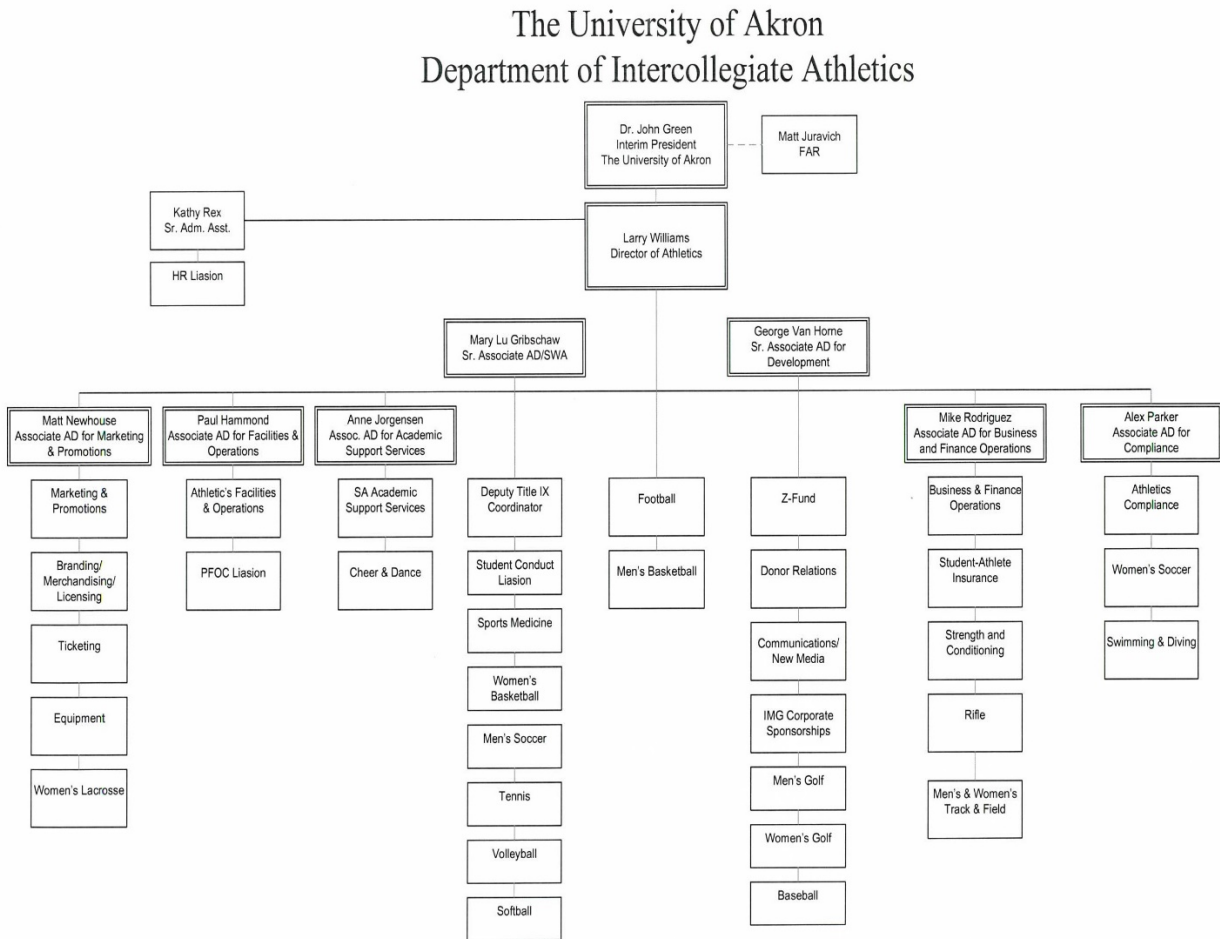 The University of Akron
Department of Intercollegiate Athletics
Dr. John Green
Interim President
The University of Akron
Matt Juravich
FAR
Kathy Rex
Sr. Adm. Asst.
HR Liasion
Larry Williams
Director of Athletics
Mary Lu Gribschaw
Sr. Associate AD/SWA
George Van Horne
Sr. Associate AD for
Development
Matt Newhouse
Associate AD for Marketing
& Promotions
Paul Hammond
Associate AD for Facilities &
Operations
Anne Jorgensen
Assoc. AD for Academic
Support Services
Mike Rodriguez
Associate AD for Business
and Finance Operations
Alex Parker
Associate AD for
Compliance
Marketing &
Promotions
Branding/
Merchandising/
Licensing
Ticketing
Equipment
Women's Lacrosse
Athletic's Facilities
& Operations
PFOC Liasion
SA Academic
Support Services
Cheer & Dance
Deputy Title IX
Coordinator
Student Conduct
Liasion
Sports Medicine
Women's
Basketball
Men's Soccer
Tennis
Volleyball
Softball
Football
Men's Basketball
Z-Fund
Donor Relations
Communications/
New Media
IMG Corporate
Sponsorships
Men's Golf
Women's Golf
Baseball
Business & Finance
Operations
Student-Athlete
Insurance
Strength and
Conditioning
Rifle
Men's & Women's
Track & Field
Athletics
Compliance
Women's Soccer
Swimming & Diving